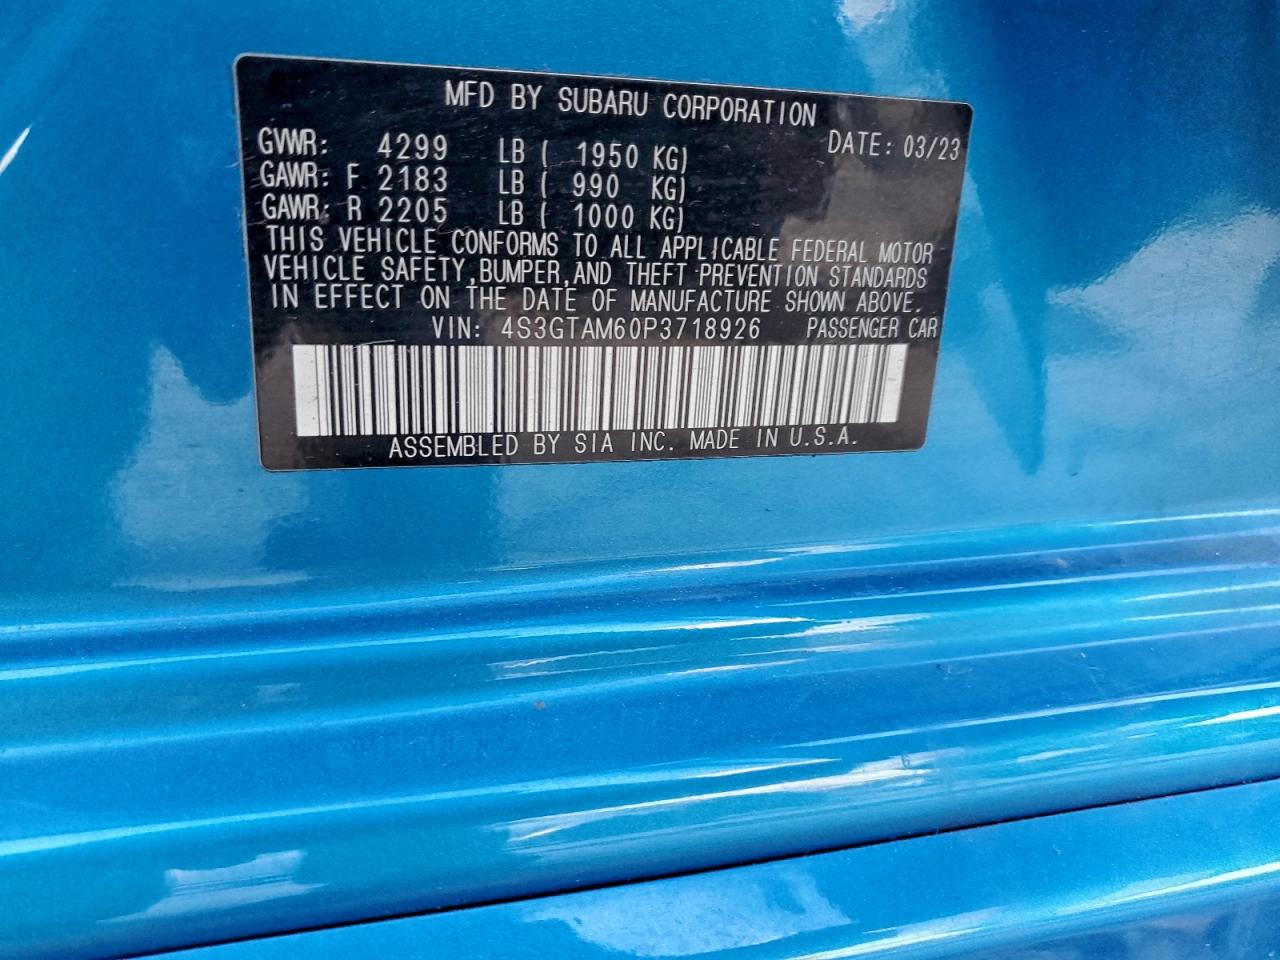 MFD BY SUBARU CORPORATION
DATE: 03/23
GVWR: 4299 LB ( 1950 KG)
GAWR: F 2183 LB ( 990 KG)
GAWR: R 2205 LB ( 1000 KG)
THIS VEHICLE CONFORMS TO ALL APPLICABLE FEDERAL MOTOR
VEHICLE SAFETY,BUMPER,AND THEFT PREVENTION STANDARDS
IN EFFECT ON THE DATE OF MANUFACTURE SHOWN ABOVE.
VIN: 4S3GTAM60P3718926 PASSENGER CAR
ASSEMBLED BY SIA INC. MADE IN U.S.A.